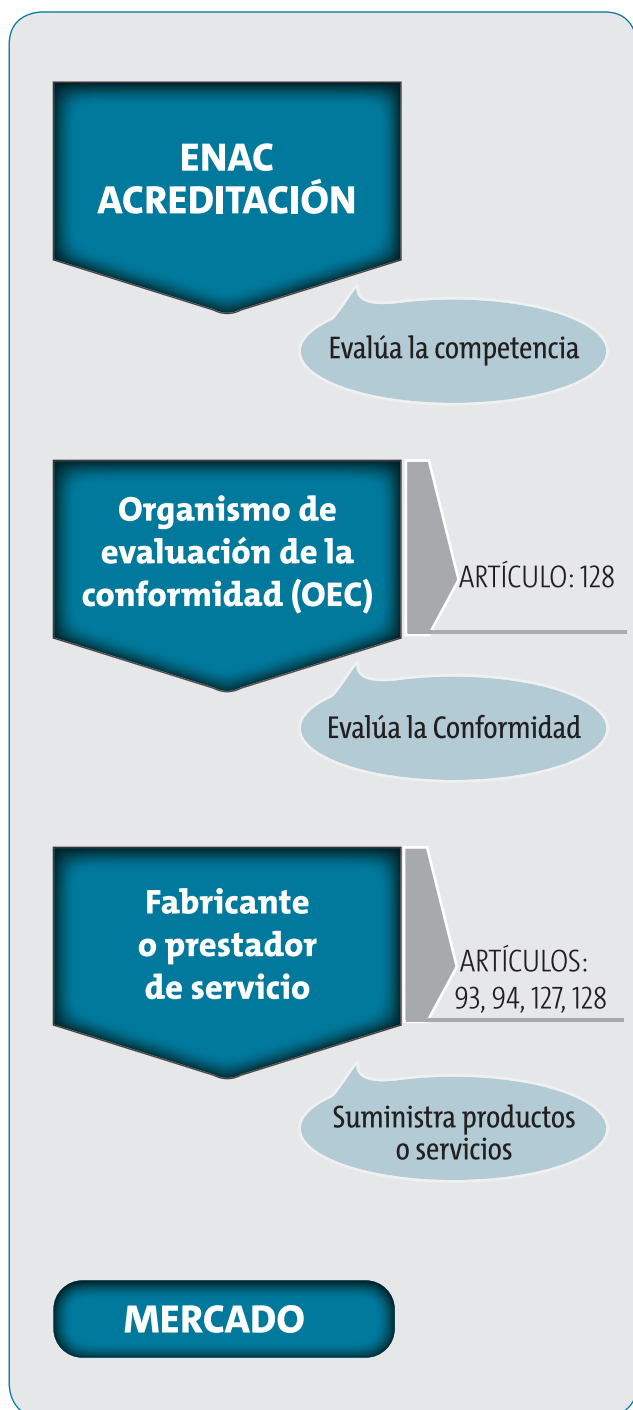 ENAC
ACREDITACIÓN
Evalúa la competencia
Organismo de
evaluación de la
conformidad (OEC)
ARTÍCULO: 128
Evalúa la Conformidad
Fabricante
o prestador
de servicio
ARTÍCULOS:
93, 94, 127, 128
Suministra productos
o servicios
MERCADO